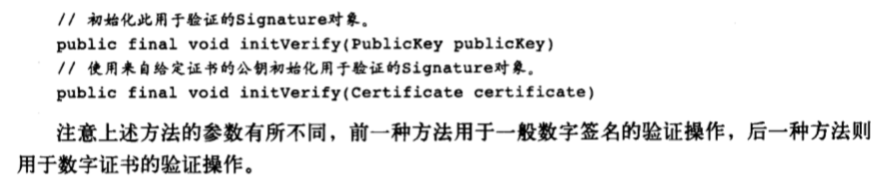 // 初始化此用于验证的Signature对象。
public final void initVerify(PublicKey publicKey)
// 使用来自给定证书的公钥初始化用于验证的Signature对象。
public final void initVerify(Certificate certificate)
注意上述方法的参数有所不同，前一种方法用于一般数字签名的验证操作，后一种方法则
用于数字证书的验证操作。